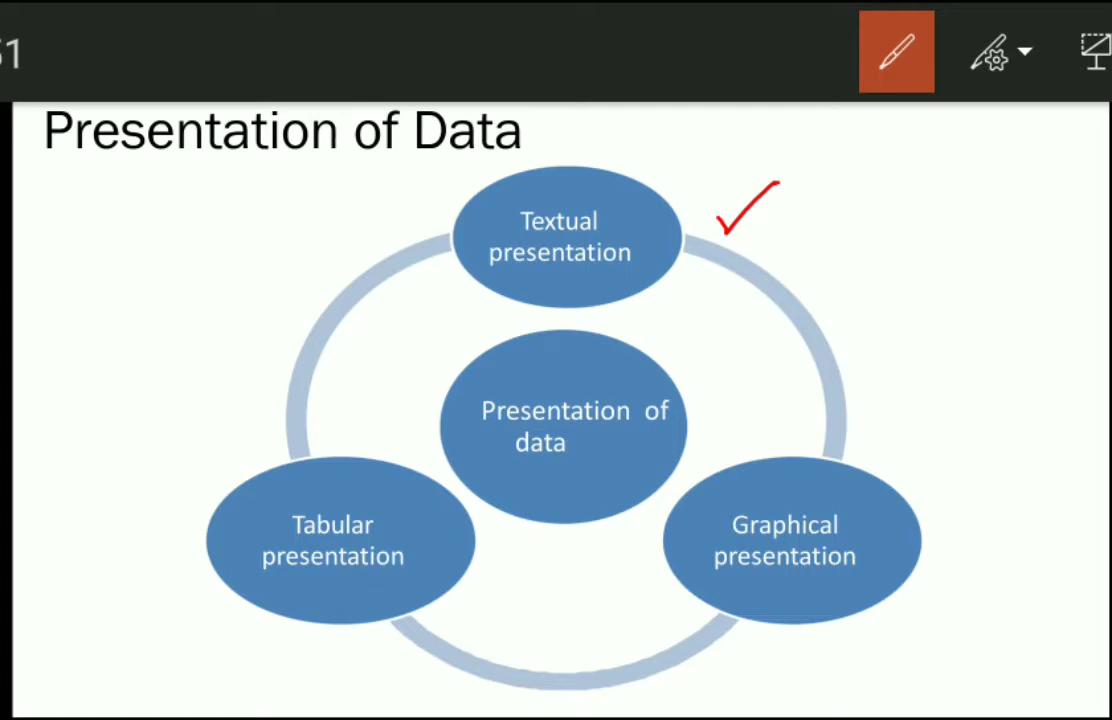 Presentation of Data
Textual
presentation
Presentation of
data
Tabular
presentation
Graphical
presentation